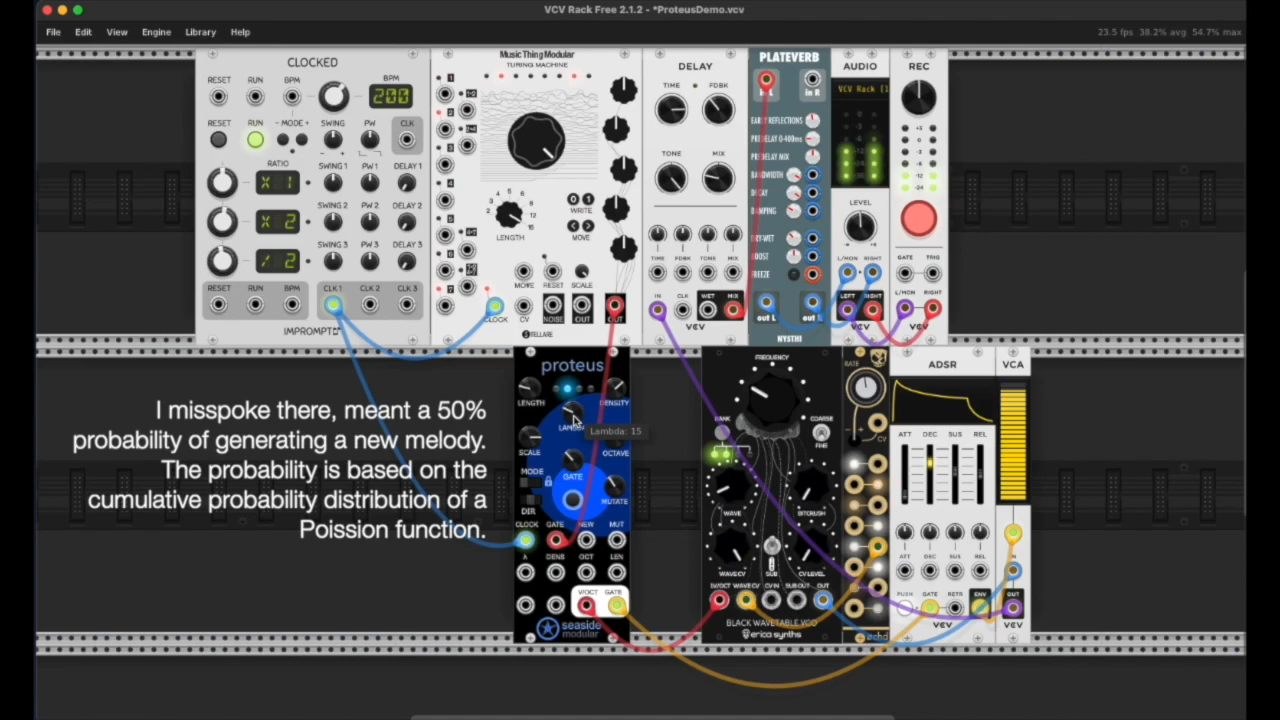 VCV Rack Free 2.1.2 - *ProteusDemo.vcv
File Edit View Engine Library Help
23.5 fps 38.2% avg 54.7% max
CLOCKED
RESET RUN BPM
BPM
200
RESET RUN - MODE + SWING PW CLK
RATIO
SWING 1 PW 1 DELAY 1
X 1
SWING 2 PW 2 DELAY 2
X 2
SWING 3 PW 3 DELAY 3
/ 2
RESET RUN BPM CLK 1 CLK 2 CLK 3
IMPROMPTU
Music Thing Modular
TURING MACHINE
LENGTH
0 1
WRITE
MOVE
MOVE RESET SCALE
CLOCK CV NOISE OUT OUT
STELLARE
DELAY
TIME FDBK
TONE MIX
TIME FDBK TONE MIX
IN CLK WET MIX
VCV
PLATEVERB
in L in R
EARLY REFLECTIONS
PREDELAY 0-480ms
PREDELAY MIX
BANDWIDTH
DECAY
DAMPING
DRY-WET
BOOST
FREEZE
out L out R
NYSTHI
AUDIO
VCV Rack [1
LEVEL
L/MON RIGHT
LEFT RIGHT
VCV
REC
GATE TRIG
L/MON RIGHT
VCV
I misspoke there, meant a 50%
probability of generating a new melody.
The probability is based on the
cumulative probability distribution of a
Poission function.
proteus
LENGTH DENSITY
LAMBDA
Lambda: 15
SCALE OCTAVE
MODE GATE
MUTATE
DIR
CLOCK GATE NEW MUT
A DENS OCT LEN
V/OCT GATE
seaside
modular
FREQUENCY
BANK COARSE
FINE
WAVE BITCRUSH
WAVE CV SUB CV LEVEL
1V/OCT WAVE CV CV IN SUB OUT OUT
BLACK WAVETABLE VCO
erica synths
RATE
CV
øchd
ADSR
ATT DEC SUS REL
ATT DEC SUS REL
PUSH GATE RETR ENV
VCV
VCA
IN
OUT
VCV